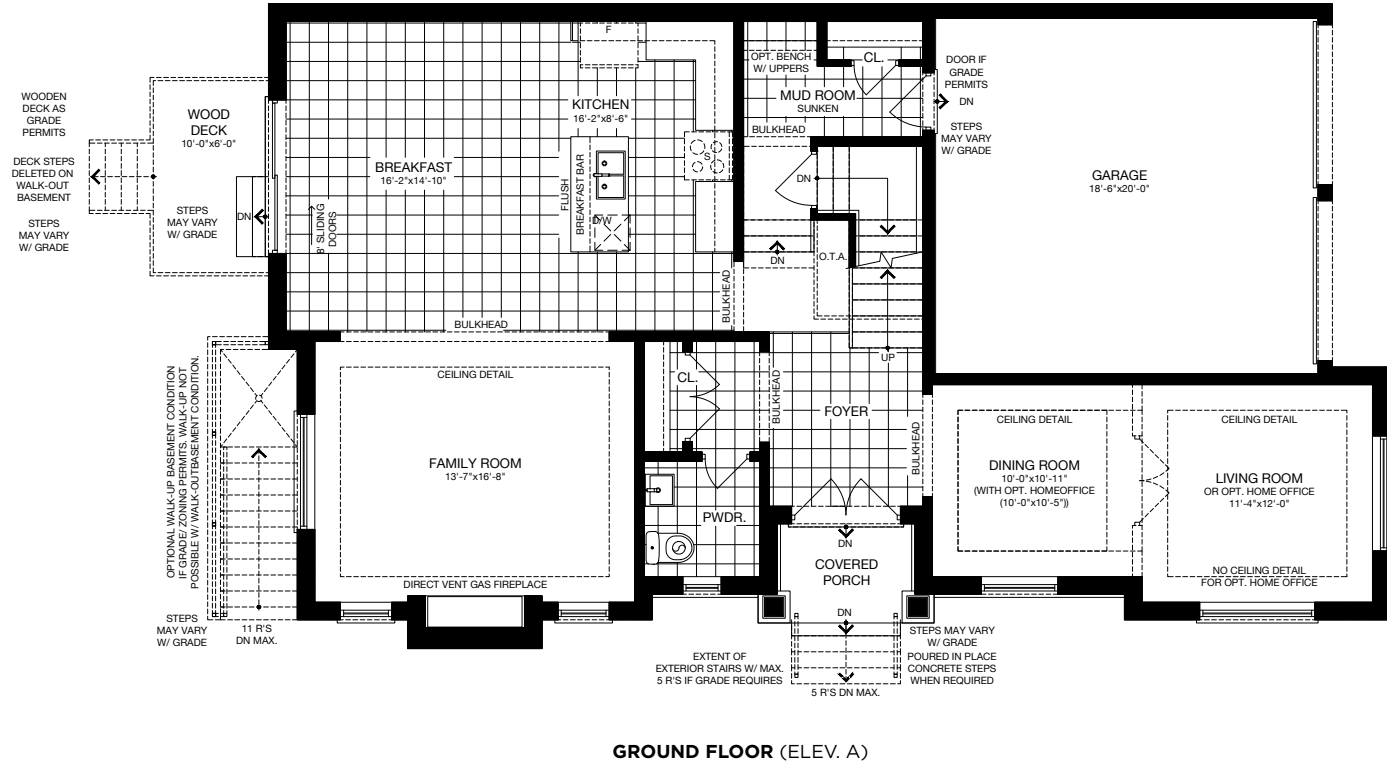 WOODEN
DECK AS
GRADE
PERMITS
DECK STEPS
DELETED ON
WALK-OUT
BASEMENT
STEPS
MAY VARY
W/ GRADE
WOOD
DECK
10'-0"x6'-0"
STEPS
MAY VARY
W/ GRADE
DN
8' SLIDING
DOORS
BREAKFAST
16'-2"x14'-10"
F
KITCHEN
16'-2"x8'-6"
FLUSH
BREAKFAST BAR
D/W
S
BULKHEAD
BULKHEAD
OPT. BENCH
W/ UPPERS
CL.
MUD ROOM
SUNKEN
BULKHEAD
DN
DN
O.T.A.
UP
DOOR IF
GRADE
PERMITS
DN
STEPS
MAY VARY
W/ GRADE
GARAGE
18'-6"x20'-0"
OPTIONAL WALK-UP BASEMENT CONDITION
IF GRADE/ ZONING PERMITS. WALK-UP NOT
POSSIBLE W/ WALK-OUTBASEMENT CONDITION.
STEPS
MAY VARY
W/ GRADE
11 R'S
DN MAX.
CEILING DETAIL
FAMILY ROOM
13'-7"x16'-8"
DIRECT VENT GAS FIREPLACE
CL.
BULKHEAD
FOYER
BULKHEAD
PWDR.
DN
COVERED
PORCH
DN
EXTENT OF
EXTERIOR STAIRS W/ MAX.
5 R'S IF GRADE REQUIRES
5 R'S DN MAX.
STEPS MAY VARY
W/ GRADE
POURED IN PLACE
CONCRETE STEPS
WHEN REQUIRED
CEILING DETAIL
DINING ROOM
10'-0"x10'-11"
(WITH OPT. HOMEOFFICE
(10'-0"x10'-5"))
CEILING DETAIL
LIVING ROOM
OR OPT. HOME OFFICE
11'-4"x12'-0"
NO CEILING DETAIL
FOR OPT. HOME OFFICE
GROUND FLOOR (ELEV. A)